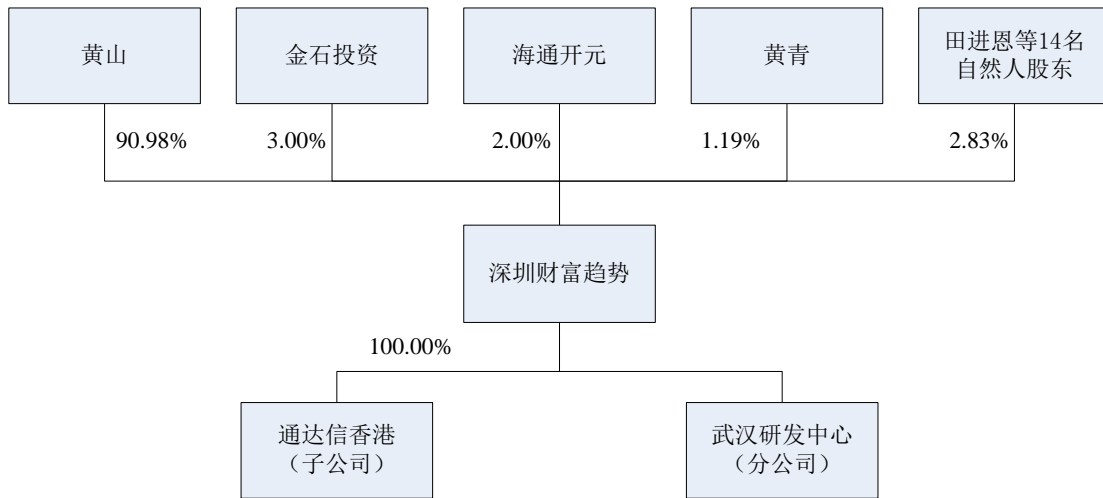 黄山
金石投资
海通开元
黄青
田进恩等14名
自然人股东
90.98%
3.00%
2.00%
1.19%
2.83%
深圳财富趋势
100.00%
通达信香港
（子公司）
武汉研发中心
（分公司）